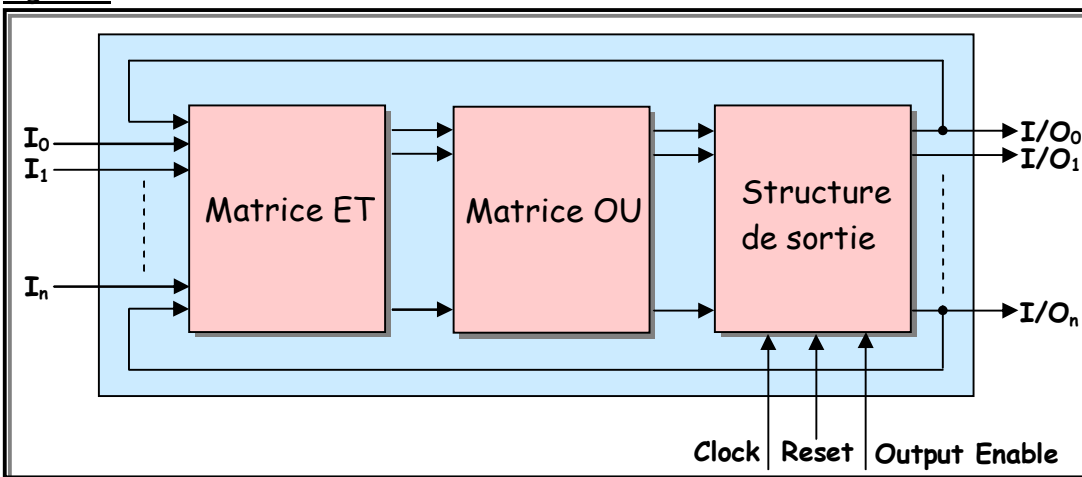 I₀
I₁
Iₙ
Matrice ET
Matrice OU
Structure
de sortie
I/O₀
I/O₁
I/Oₙ
Clock
Reset
Output Enable